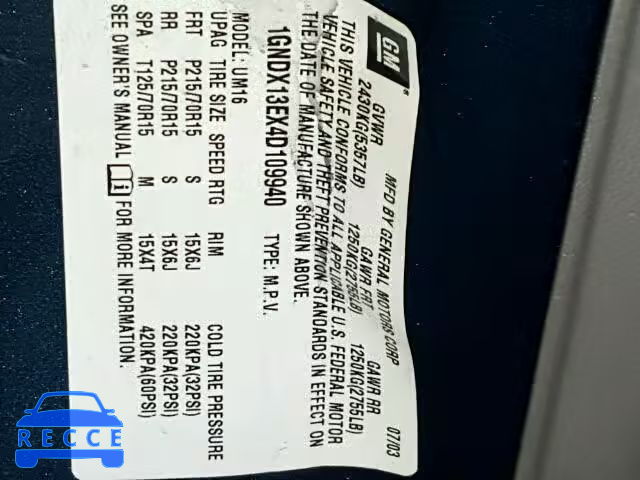 GM
MFD BY GENERAL MOTORS CORP 07/03
GVWR GAWR FRT GAWR RR
2430KG(5357LB) 1250KG(2755LB) 1250KG(2755LB)
THIS VEHICLE CONFORMS TO ALL APPLICABLE U.S. FEDERAL MOTOR
VEHICLE SAFETY AND THEFT PREVENTION STANDARDS IN EFFECT ON
THE DATE OF MANUFACTURE SHOWN ABOVE.
1GNDX13EX4D109940 TYPE: M.P.V.
MODEL: UM16
UPAG TIRE SIZE SPEED RTG RIM COLD TIRE PRESSURE
FRT P215/70R15 S 15X6J 220KPA(32PSI)
RR P215/70R15 S 15X6J 220KPA(32PSI)
SPA T125/70R15 M 15X4T 420KPA(60PSI)
SEE OWNER'S MANUAL FOR MORE INFORMATION.
RECCE